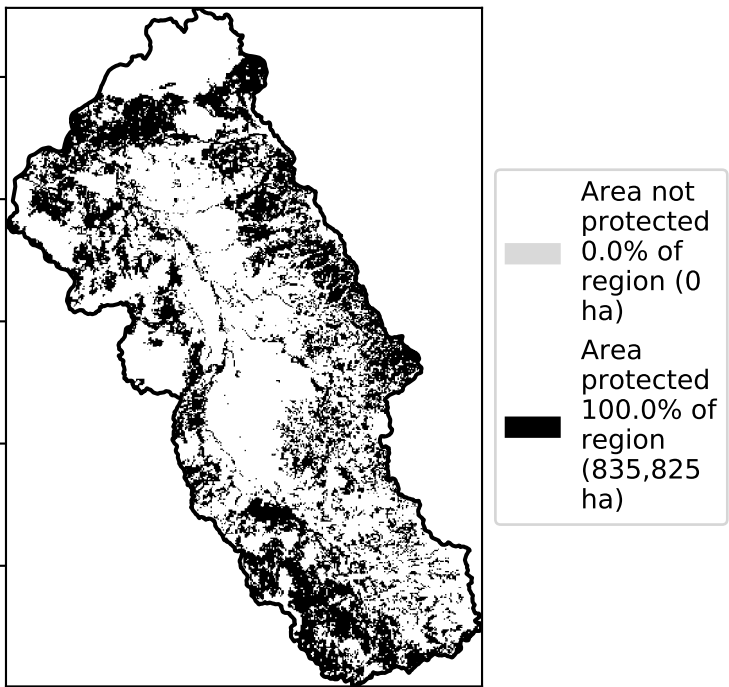 Area not
protected
0.0% of
region (0
ha)
Area
protected
100.0% of
region
(835,825
ha)